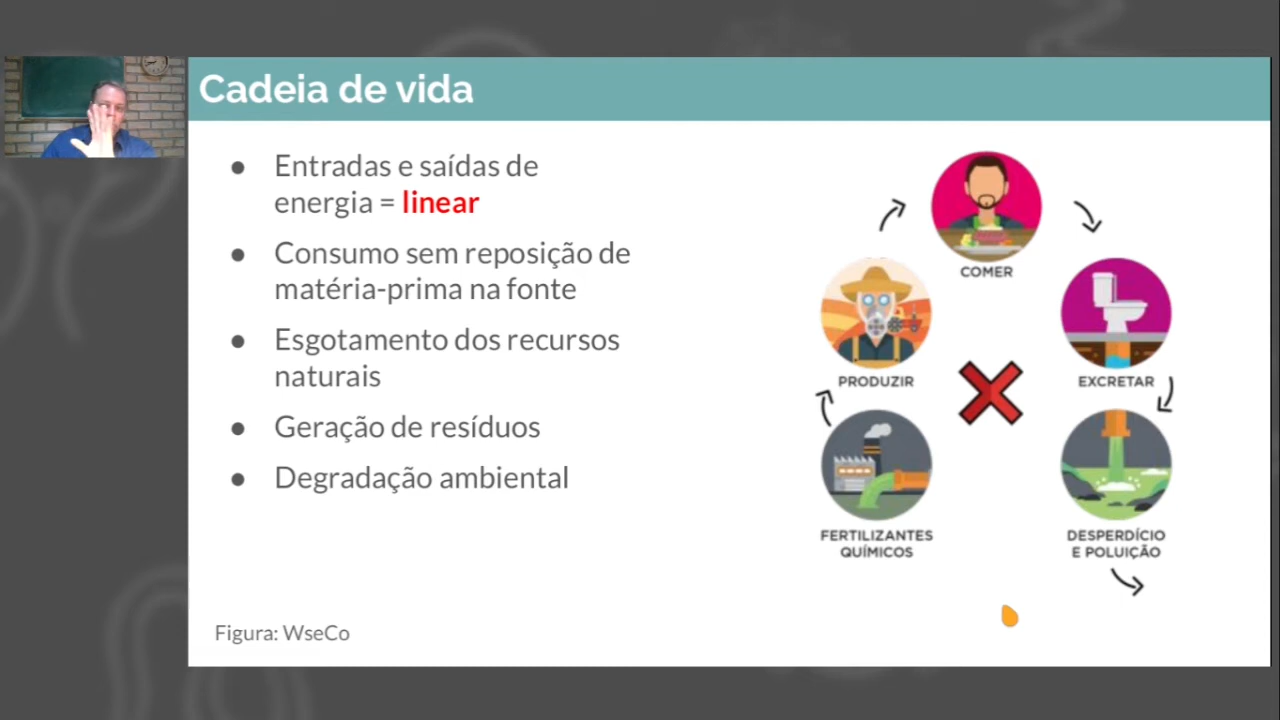 Cadeia de vida
● Entradas e saídas de
energia = linear
● Consumo sem reposição de
matéria-prima na fonte
● Esgotamento dos recursos
naturais
● Geração de resíduos
● Degradação ambiental
COMER
PRODUZIR
EXCRETAR
FERTILIZANTES
QUÍMICOS
DESPERDÍCIO
E POLUIÇÃO
Figura: WseCo